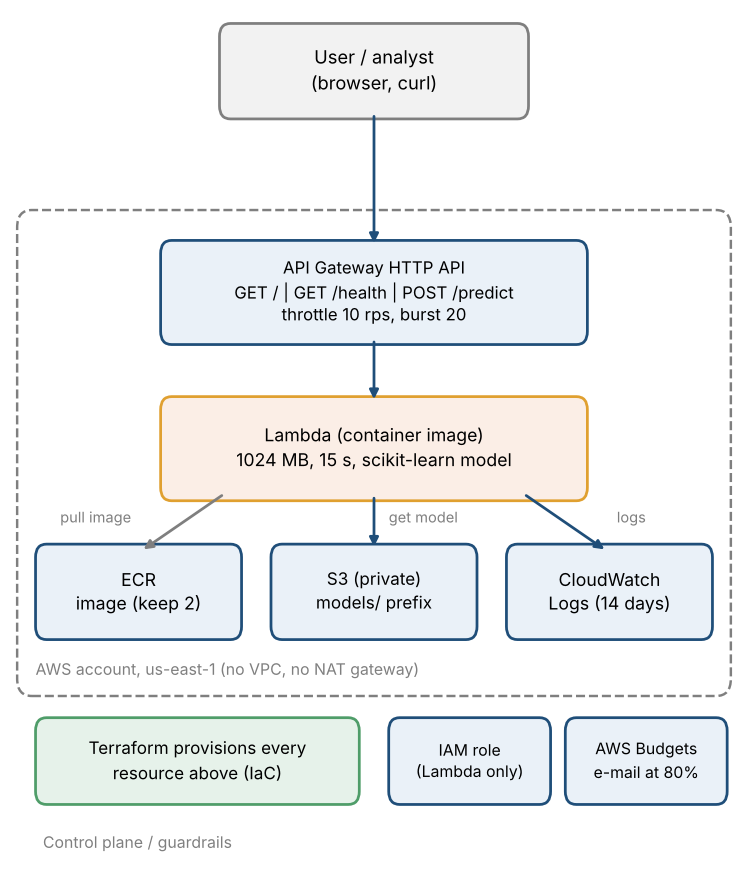 User / analyst
(browser, curl)
API Gateway HTTP API
GET / | GET /health | POST /predict
throttle 10 rps, burst 20
Lambda (container image)
1024 MB, 15 s, scikit-learn model
pull image
get model
logs
ECR
image (keep 2)
S3 (private)
models/ prefix
CloudWatch
Logs (14 days)
AWS account, us-east-1 (no VPC, no NAT gateway)
Terraform provisions every
resource above (IaC)
IAM role
(Lambda only)
AWS Budgets
e-mail at 80%
Control plane / guardrails